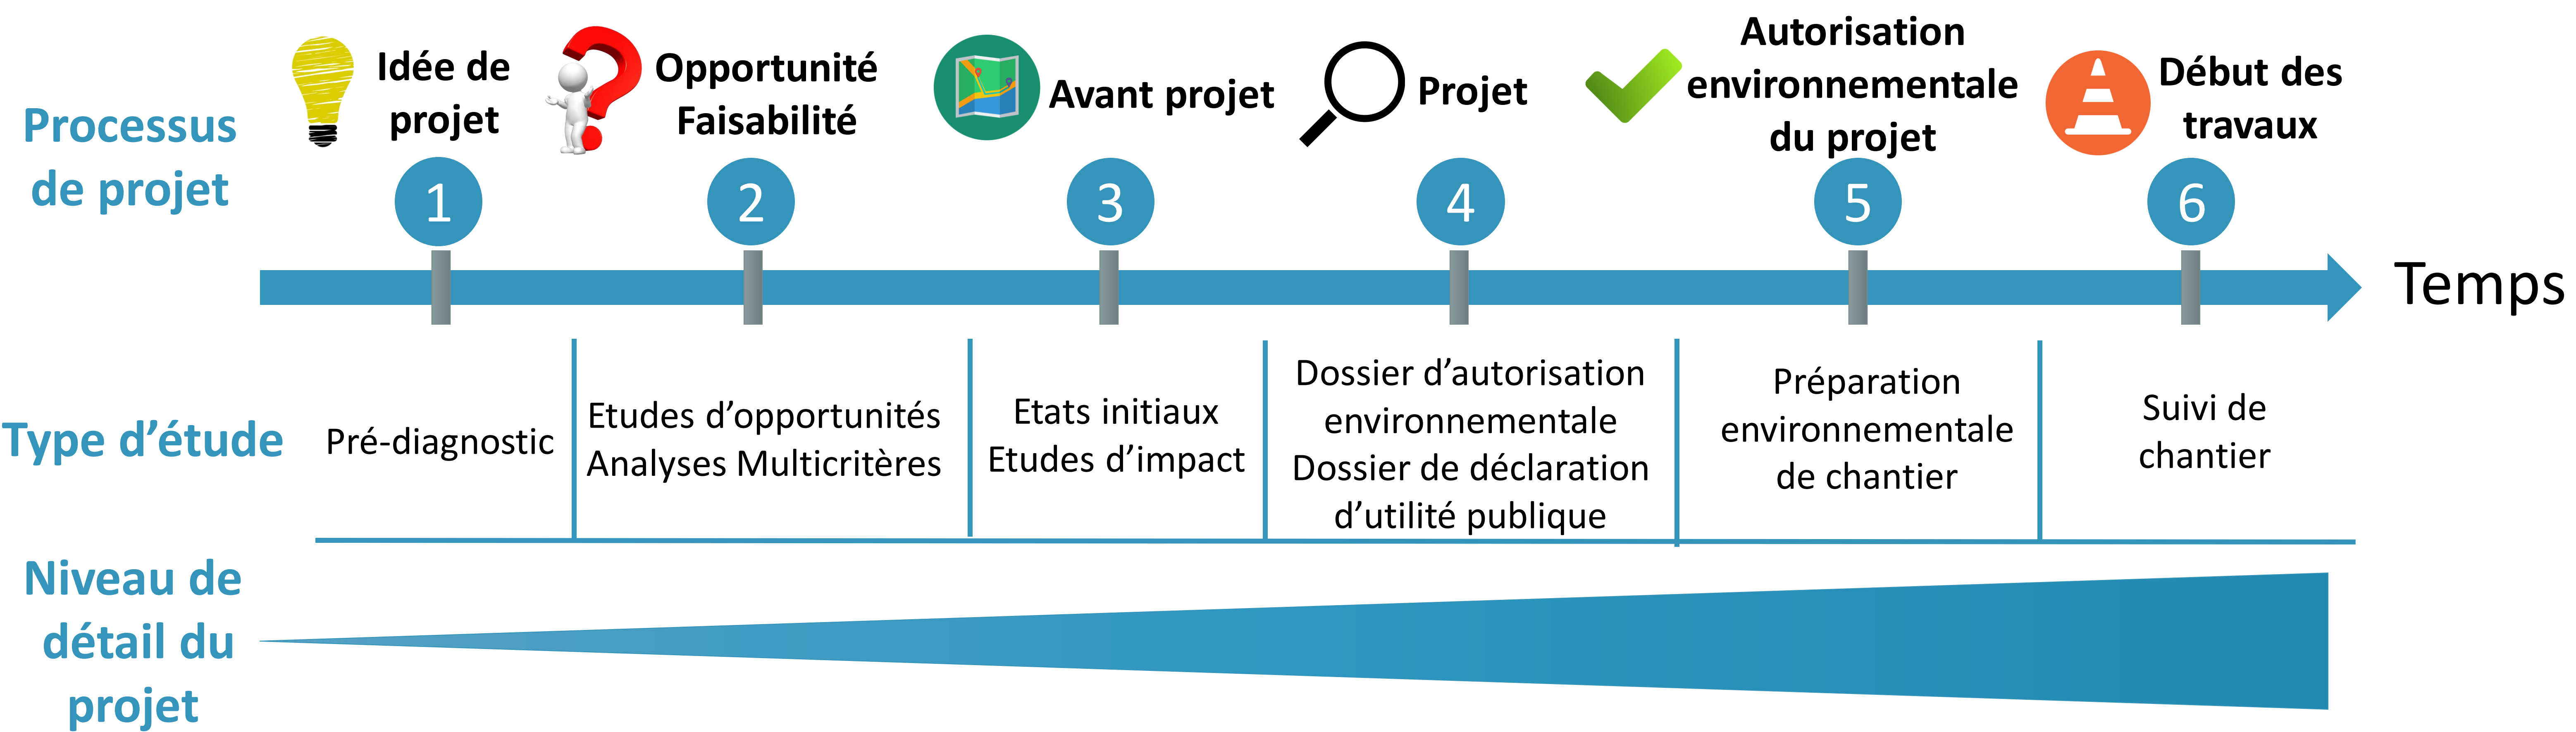 Processus
de projet
Idée de
projet
Opportunité
Faisabilité
Avant projet
Projet
Autorisation
environnementale
du projet
Début des
travaux
1
2
3
4
5
6
Temps
Type d’étude
Pré-diagnostic
Etudes d’opportunités
Analyses Multicritères
Etats initiaux
Etudes d’impact
Dossier d’autorisation
environnementale
Dossier de déclaration
d’utilité publique
Préparation
environnementale
de chantier
Suivi de
chantier
Niveau de
détail du
projet